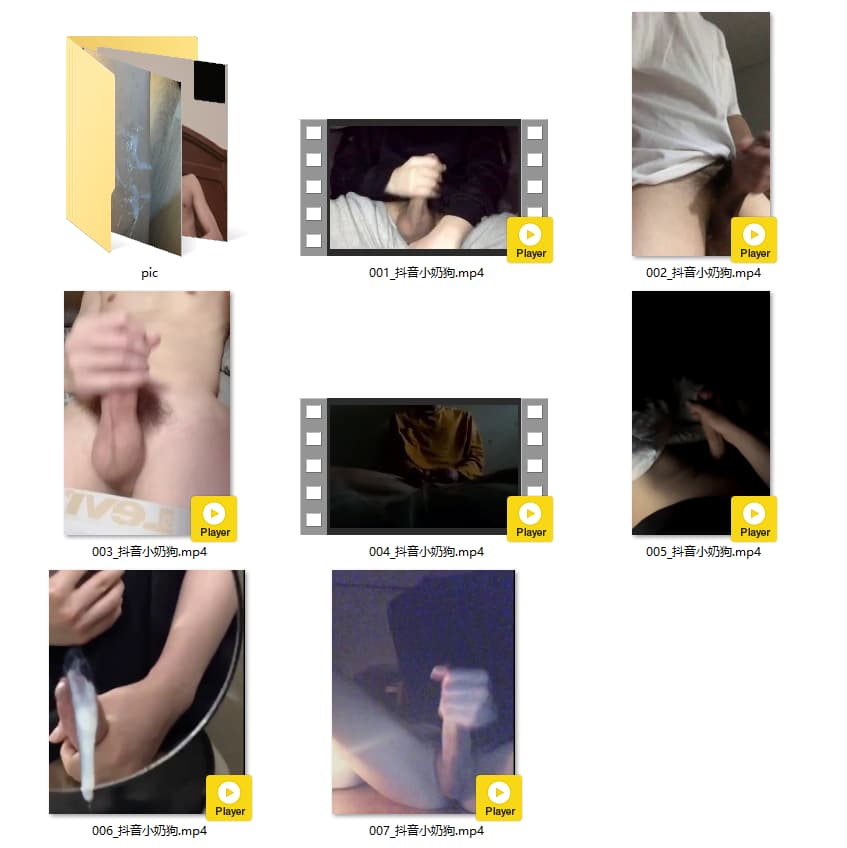 pic
Player
001_抖音小奶狗.mp4
Player
002_抖音小奶狗.mp4
Player
003_抖音小奶狗.mp4
Player
004_抖音小奶狗.mp4
Player
005_抖音小奶狗.mp4
Player
006_抖音小奶狗.mp4
Player
007_抖音小奶狗.mp4